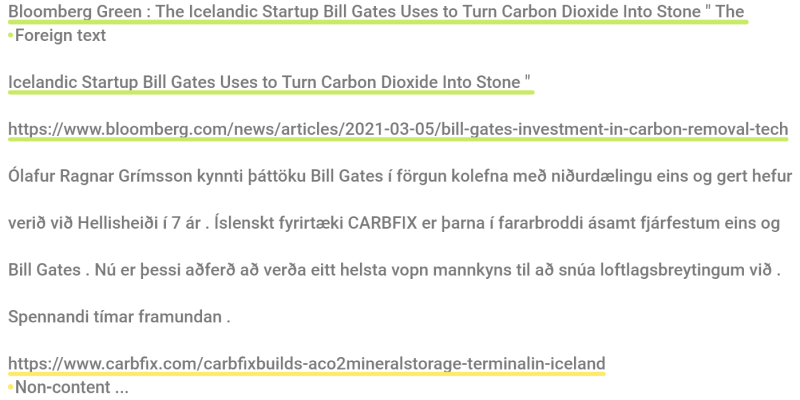 Bloomberg Green : The Icelandic Startup Bill Gates Uses to Turn Carbon Dioxide Into Stone " The
Foreign text
Icelandic Startup Bill Gates Uses to Turn Carbon Dioxide Into Stone "
https://www.bloomberg.com/news/articles/2021-03-05/bill-gates-investment-in-carbon-removal-tech
Ólafur Ragnar Grímsson kynnti þáttöku Bill Gates í förgun kolefna með niðurdælingu eins og gert hefur
verið við Hellisheiði í 7 ár . Íslenskt fyrirtæki CARBFIX er þarna í fararbroddi ásamt fjárfestum eins og
Bill Gates . Nú er þessi aðferð að verða eitt helsta vopn mannkyns til að snúa loftlagsbreytingum við .
Spennandi tímar framundan .
https://www.carbfix.com/carbfixbuilds-aco2mineralstorage-terminalin-iceland
Non-content ...